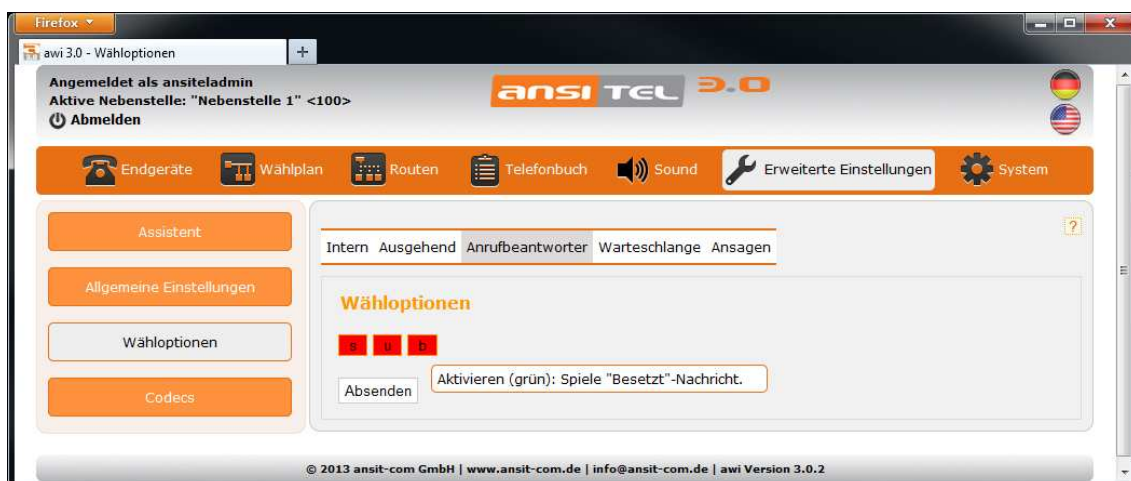 Firefox
awi 3.0 - Wähloptionen
Angemeldet als ansiteladmin
Aktive Nebenstelle: "Nebenstelle 1" <100>
Abmelden
ansi TEL 3.0
Endgeräte Wählplan Routen Telefonbuch Sound Erweiterte Einstellungen System
Assistent
Allgemeine Einstellungen
Wähloptionen
Codecs
Intern Ausgehend Anrufbeantworter Warteschlange Ansagen
?
Wähloptionen
s u b
Aktivieren (grün): Spiele "Besetzt"-Nachricht.
Absenden
© 2013 ansit-com GmbH | www.ansit-com.de | info@ansit-com.de | awi Version 3.0.2